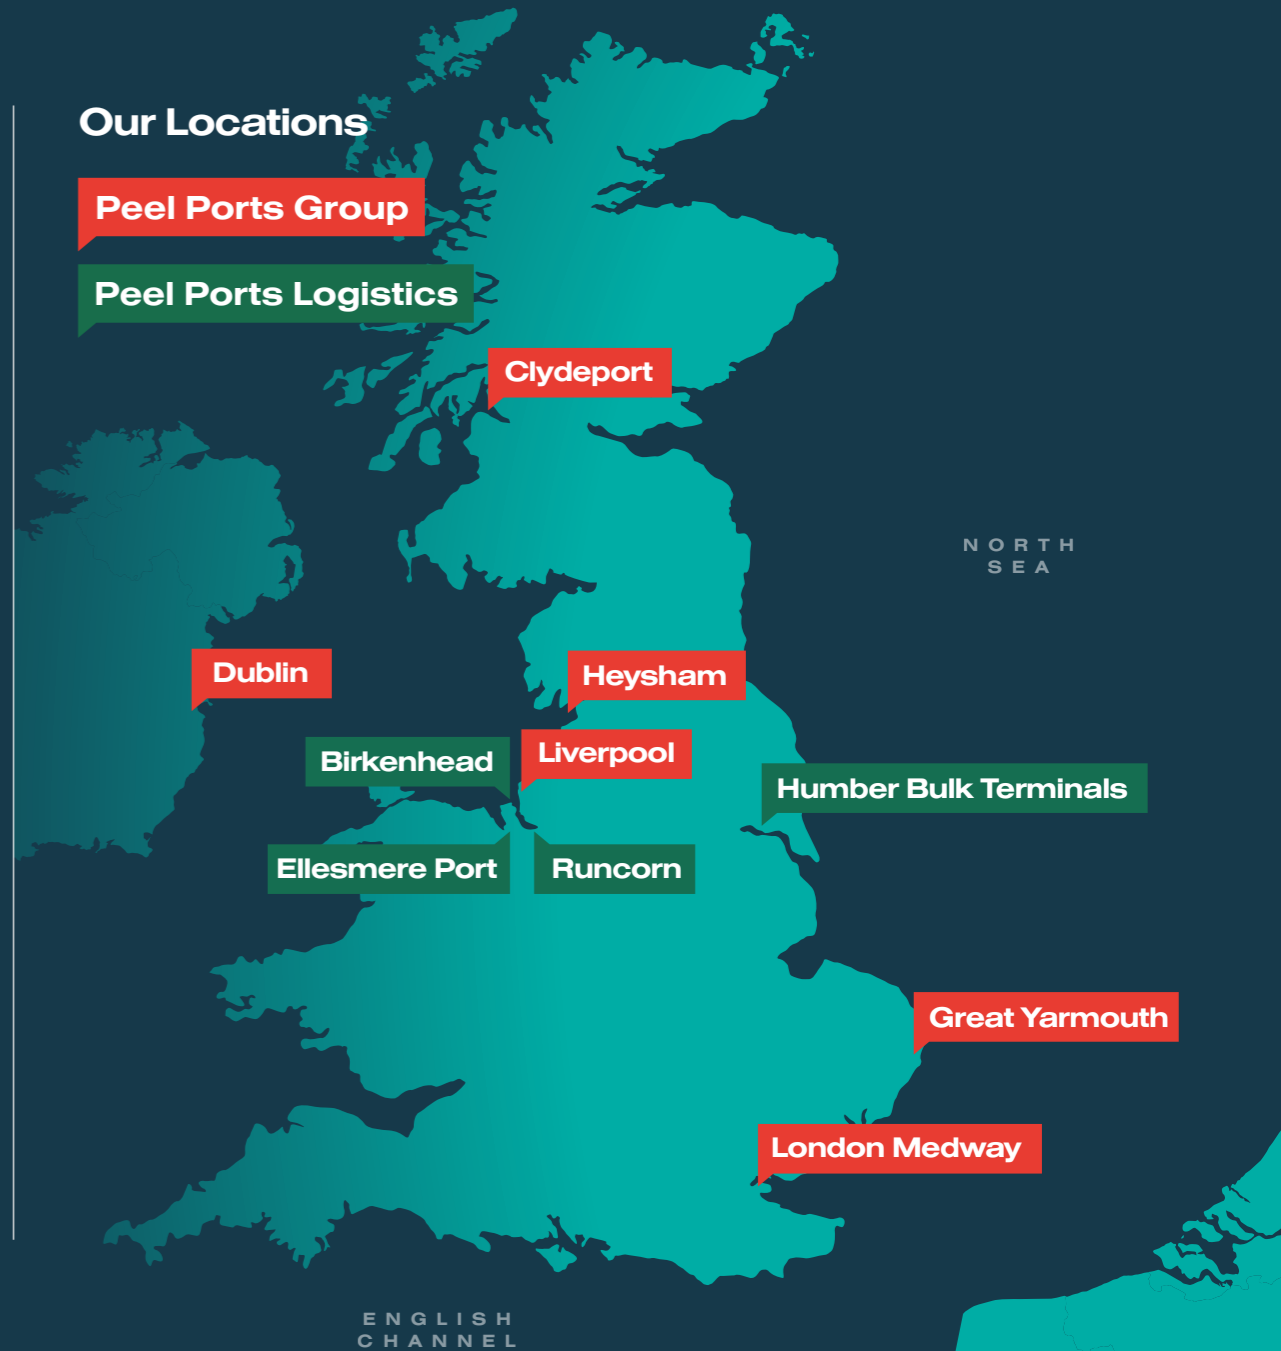 Our Locations
Peel Ports Group
Peel Ports Logistics
Clydeport
NORTH
SEA
Dublin
Heysham
Birkenhead
Liverpool
Humber Bulk Terminals
Ellesmere Port
Runcorn
Great Yarmouth
London Medway
ENGLISH
CHANNEL